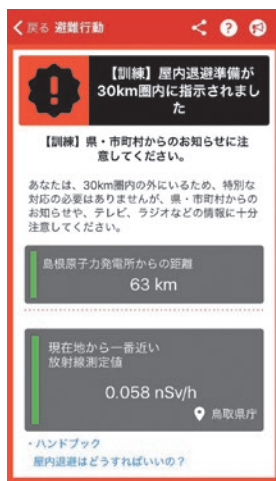 戻る 避難行動
【訓練】屋内退避準備が
30km圏内に指示されまし
た
【訓練】県・市町村からのお知らせに注
意してください。
あなたは、30km圏内の外にいるため、特別な
対応の必要はありませんが、県・市町村からの
お知らせや、テレビ、ラジオなどの情報に十分
注意してください。
島根原子力発電所からの距離
63 km
現在地から一番近い
放射線測定値
0.058 nSv/h
鳥取県庁
・ハンドブック
屋内退避はどうすればいいの？